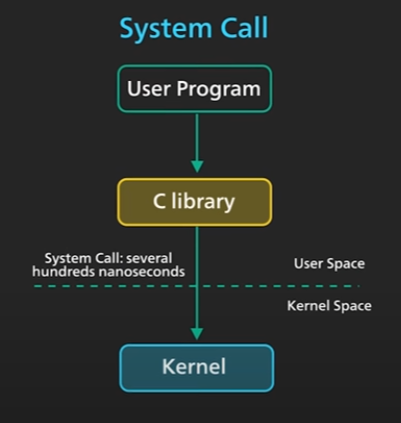 System Call
User Program
C library
System Call: several
hundreds nanoseconds
User Space
Kernel Space
Kernel